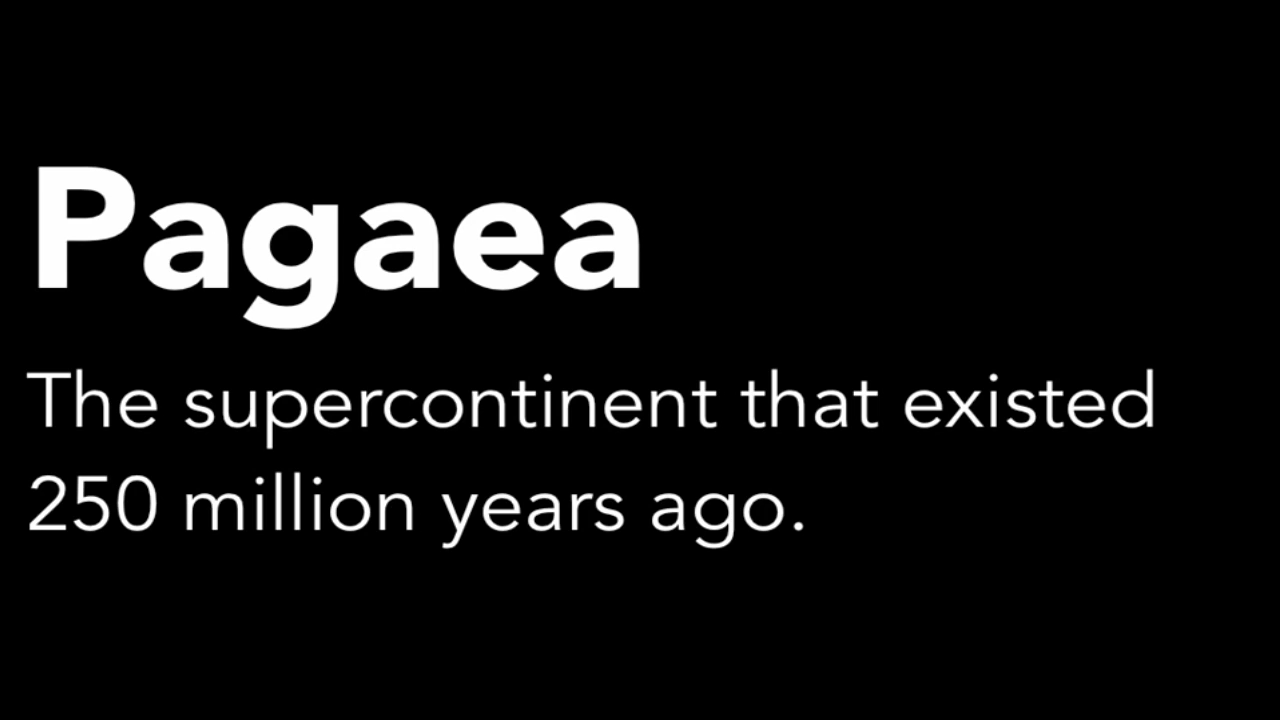 Pagaea
The supercontinent that existed
250 million years ago.